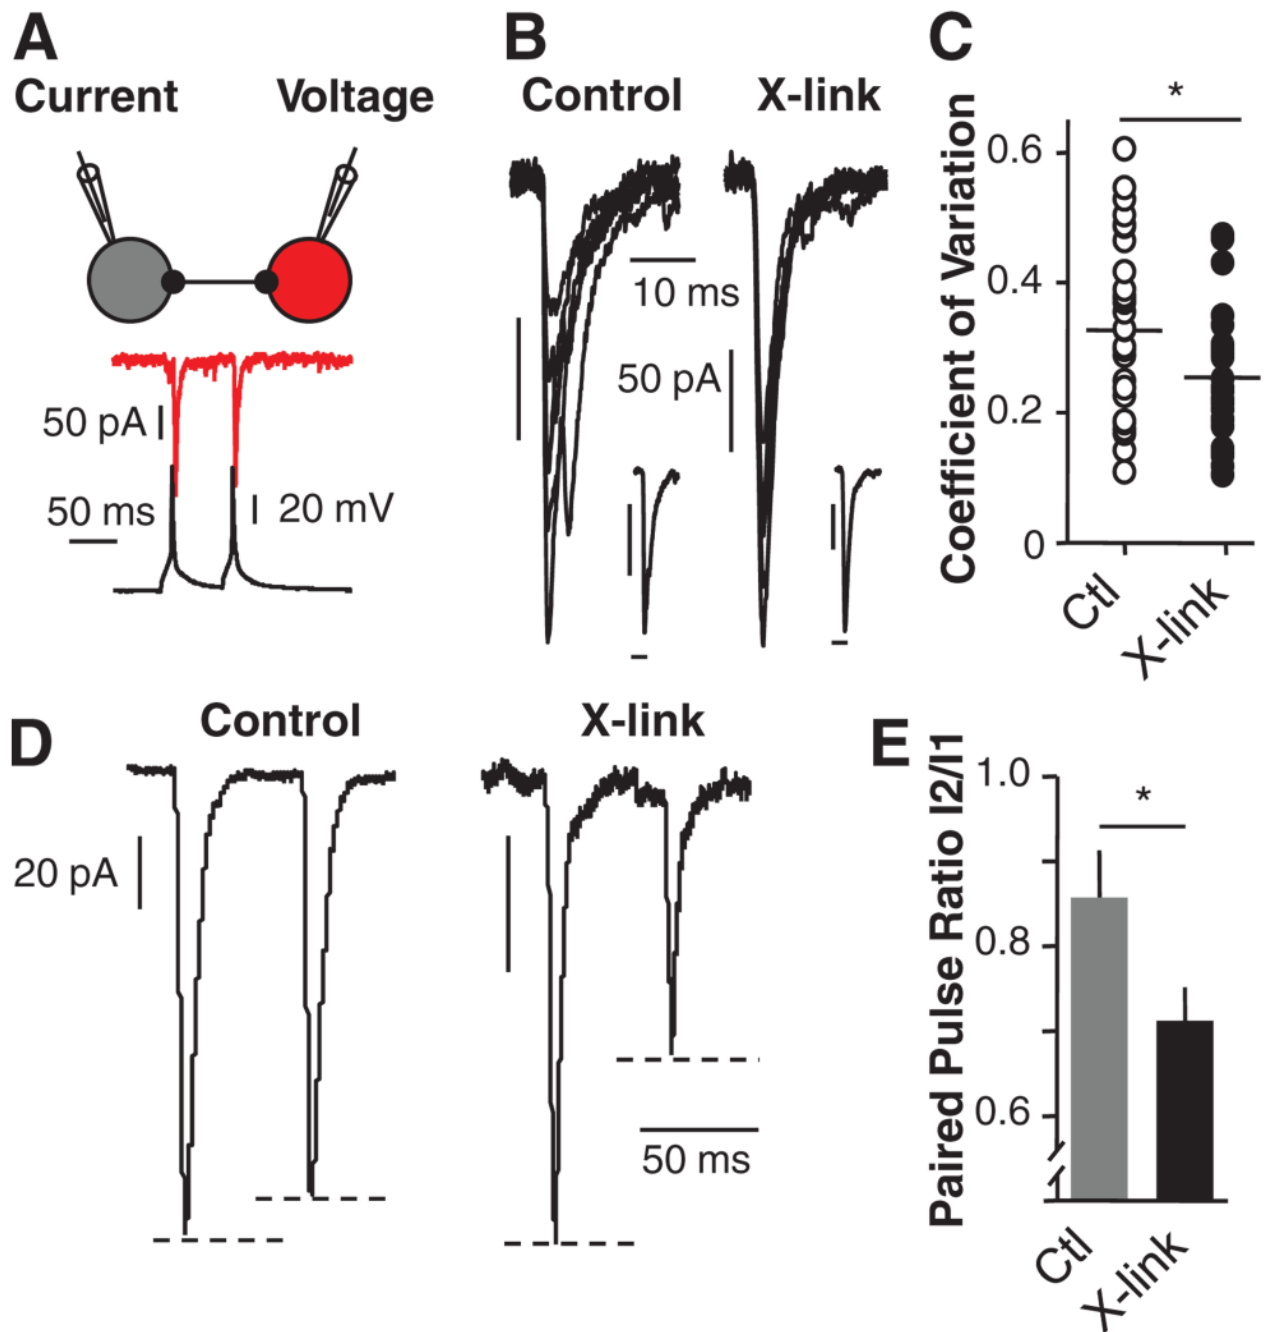 A
Current
Voltage
50 pA
50 ms
20 mV
B
Control
X-link
10 ms
50 pA
C
*
Coefficient of Variation
0.6
0.4
0.2
0
Ctl
X-link
D
Control
X-link
20 pA
50 ms
E
*
Paired Pulse Ratio I2/I1
1.0
0.8
0.6
Ctl
X-link